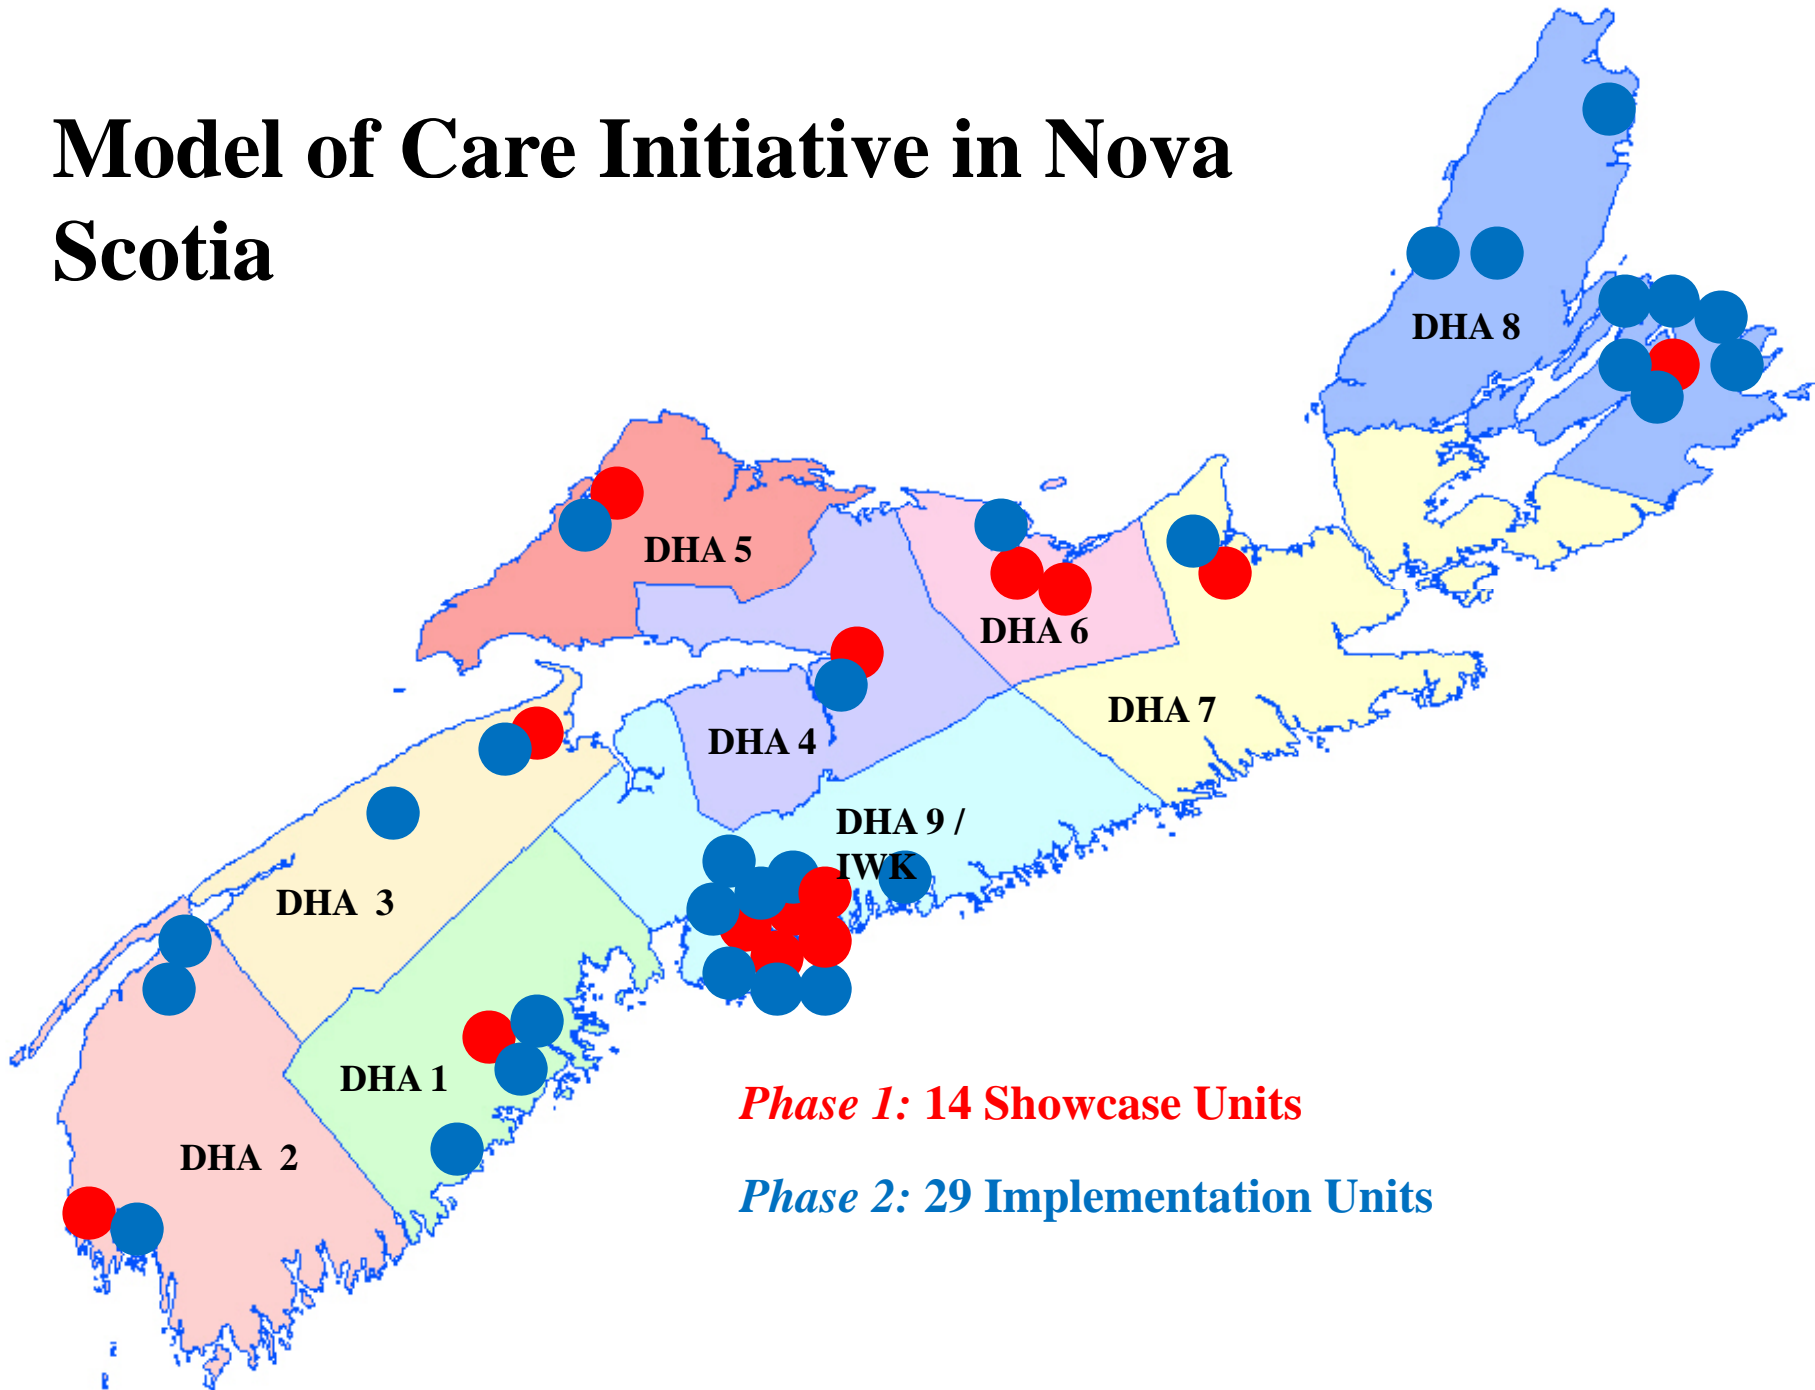 Model of Care Initiative in Nova
Scotia
DHA 8
DHA 5
DHA 6
DHA 7
DHA 4
DHA 9 /
IWK
DHA 3
DHA 1
DHA 2
Phase 1: 14 Showcase Units
Phase 2: 29 Implementation Units